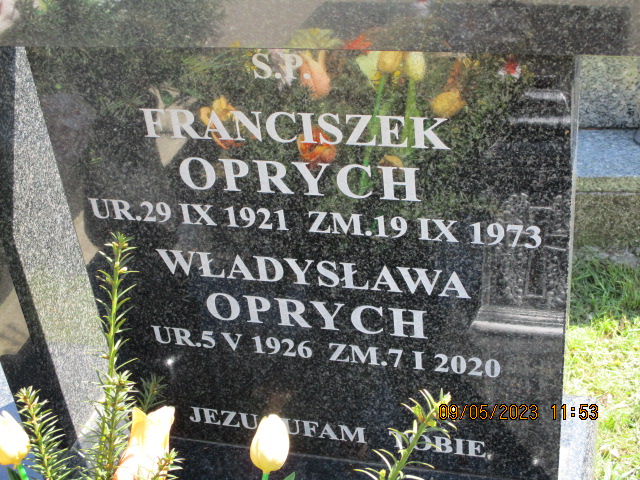 S.P.
FRANCISZEK
OPRYCH
UR.29 IX 1921 ZM.19 IX 1973
WŁADYSŁAWA
OPRYCH
UR.5 V 1926 ZM.7 I 2020
JEZU UFAM TOBIE
09/05/2023 11:53